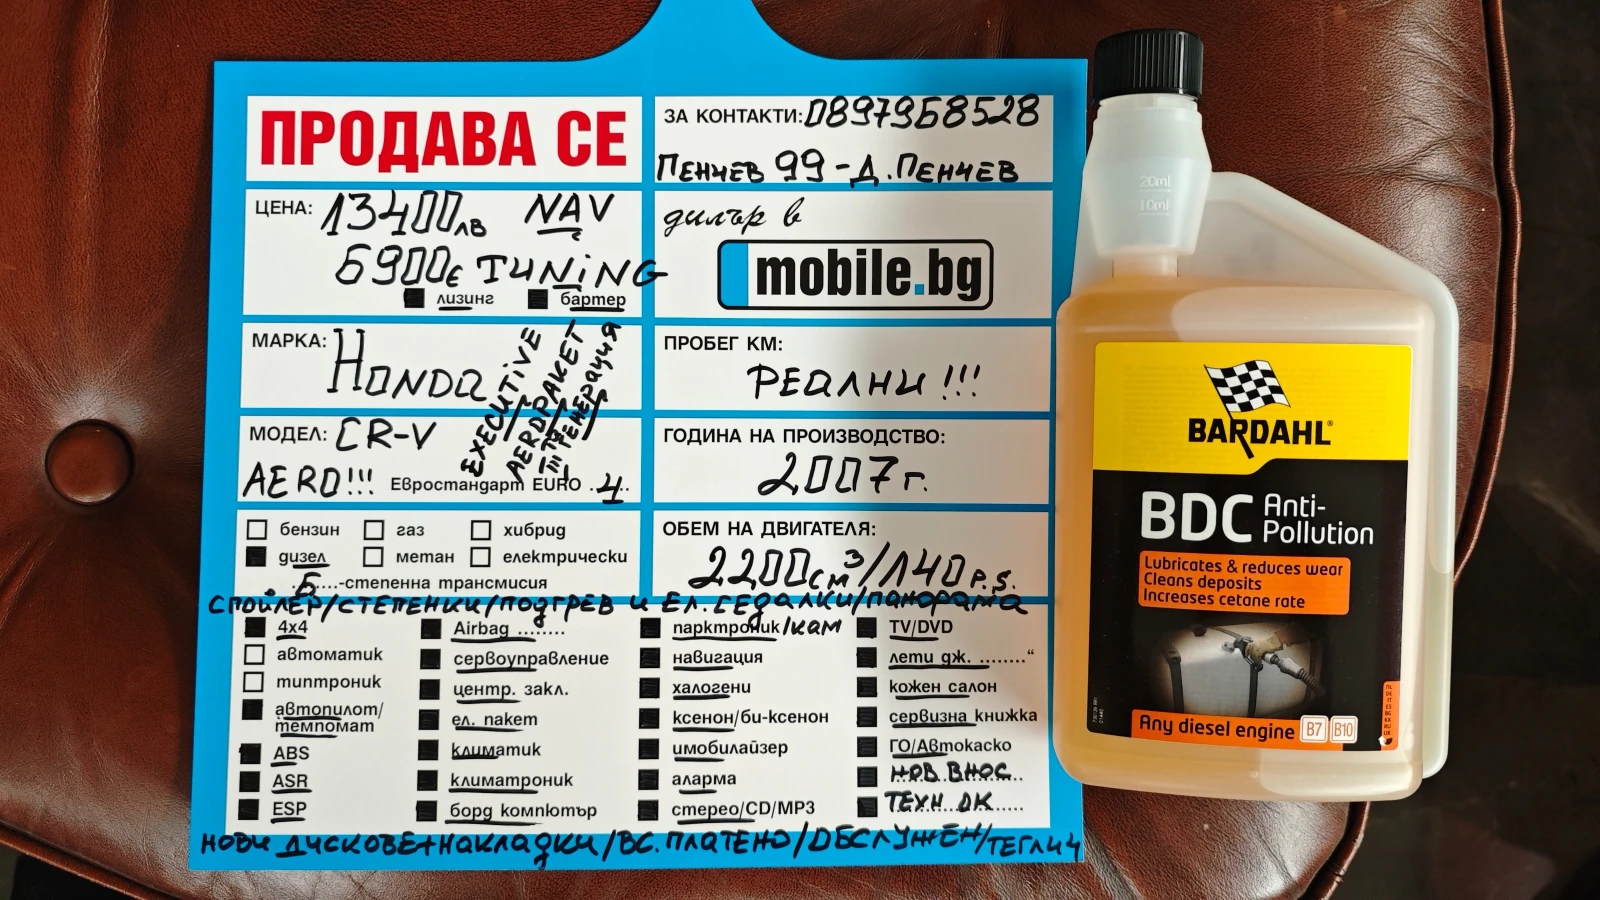 ПРОДАВА СЕ
ЗА КОНТАКТИ: 0897968528
ПЕНЧЕВ 99 - Д. ПЕНЧЕВ
ЦЕНА: 13400лв NAV
6900€ TUNiNG
лизинг бартер
дилър в
mobile.bg
МАРКА: HONDA
EXECUTiVE
AEROPAKET
III ГЕНЕРАЦИЯ
ПРОБЕГ КМ:
РЕАЛНИ!!!
МОДЕЛ: CR-V
AERO!!! Евростандарт EURO ..4..
ГОДИНА НА ПРОИЗВОДСТВО:
2007г.
бензин газ хибрид
дизел метан електрически
..6...-степенна трансмисия
ОБЕМ НА ДВИГАТЕЛЯ:
2200см³/140P.S.
СПОЙЛЕР/СТЕПЕНКИ/ПОДГРЕВ И ЕЛ. СЕДАЛКИ/ПАНОРАМА
4x4
автоматик
типтроник
автопилот/
темпомат
ABS
ASR
ESP
Airbag ........
сервоуправление
центр. закл.
ел. пакет
климатик
климатроник
борд компютър
парктроник/КАМ
навигация
халогени
ксенон/би-ксенон
имобилайзер
аларма
стерео/CD/MP3
TV/DVD
лети дж. ........“
кожен салон
сервизна книжка
ГО/Автокаско
НОВ ВНОС
ТЕХН. ОК
НОВИ ДИСКОВЕ+НАКЛАДКИ/ВС. ПЛАТЕНО/ОБСЛУЖЕН/ТЕГЛИЧ
20ml
10ml
BARDAHL®
BDC Anti-
Pollution
Lubricates & reduces wear
Cleans deposits
Increases cetane rate
Any diesel engine B7 B10